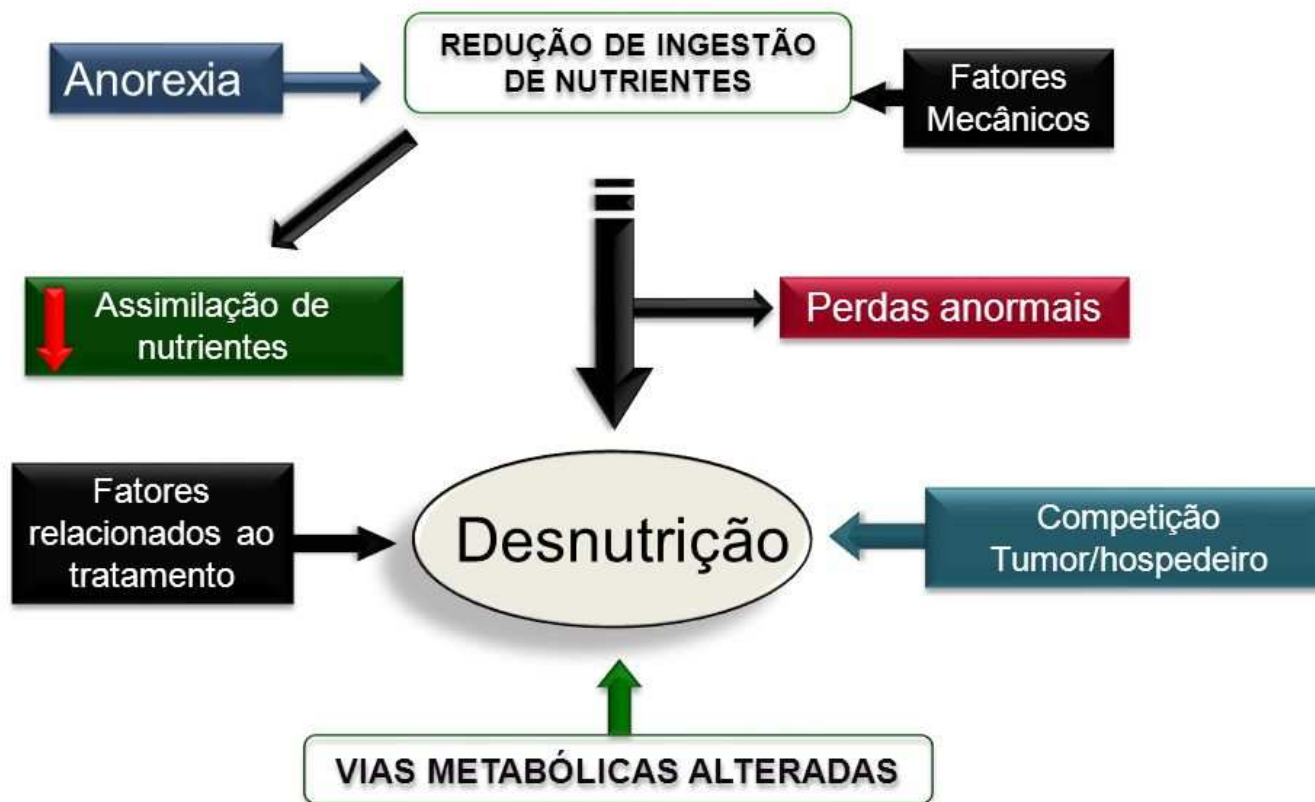 REDUÇÃO DE INGESTÃO
DE NUTRIENTES
Anorexia
Fatores
Mecânicos
Assimilação de
nutrientes
Perdas anormais
Fatores
relacionados ao
tratamento
Desnutrição
Competição
Tumor/hospedeiro
VIAS METABÓLICAS ALTERADAS